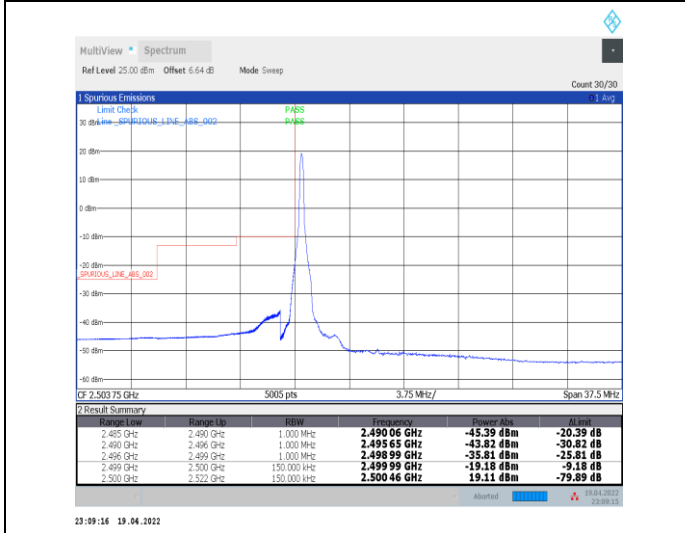 MultiView Spectrum
Ref Level 25.00 dBm Offset 6.64 dB Mode Sweep
Count 30/30
1 Spurious Emissions 1 Avg
Limit Check PASS
30 dBm Line _SPURIOUS_LINE_ABS_002 PASS
20 dBm
10 dBm
0 dBm
-10 dBm
-20 dBm
_SPURIOUS_LINE_ABS_002
-30 dBm
-40 dBm
-50 dBm
-60 dBm
CF 2.50375 GHz 5005 pts 3.75 MHz/ Span 37.5 MHz
2 Result Summary
Range Low Range Up RBW Frequency Power Abs ΔLimit
2.485 GHz 2.490 GHz 1.000 MHz 2.490 06 GHz -45.39 dBm -20.39 dB
2.490 GHz 2.496 GHz 1.000 MHz 2.495 65 GHz -43.82 dBm -30.82 dB
2.496 GHz 2.499 GHz 1.000 MHz 2.498 99 GHz -35.81 dBm -25.81 dB
2.499 GHz 2.500 GHz 150.000 kHz 2.499 99 GHz -19.18 dBm -9.18 dB
2.500 GHz 2.522 GHz 150.000 kHz 2.500 46 GHz 19.11 dBm -79.89 dB
Aborted 19.04.2022
23:09:15
23:09:16 19.04.2022